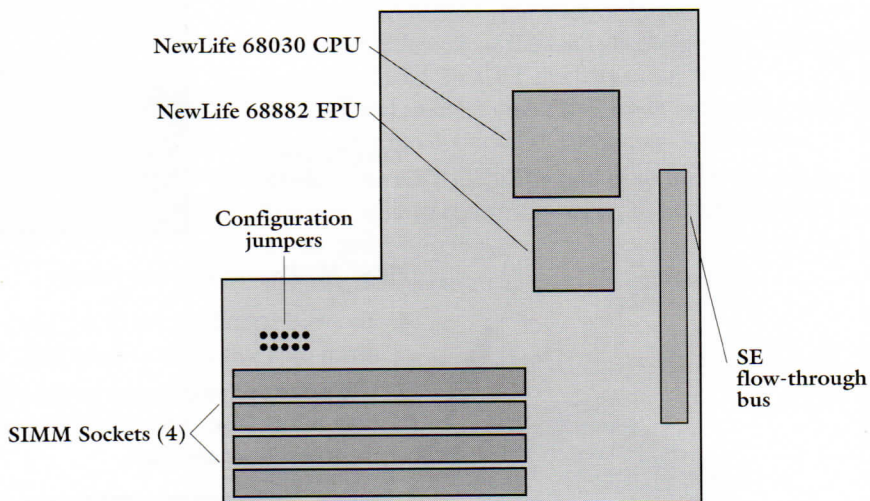 NewLife 68030 CPU
NewLife 68882 FPU
Configuration
jumpers
SE
flow-through
bus
SIMM Sockets (4)